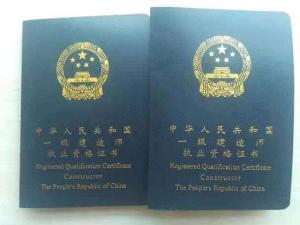 中华人民共和国
一级建造师
执业资格证书
Registered Qualification Certificate
Constructor
The People's Republic of China
中华人民共和国
一级建造师
执业资格证书
Registered Qualification Certificate
Constructor
The People's Republic of China